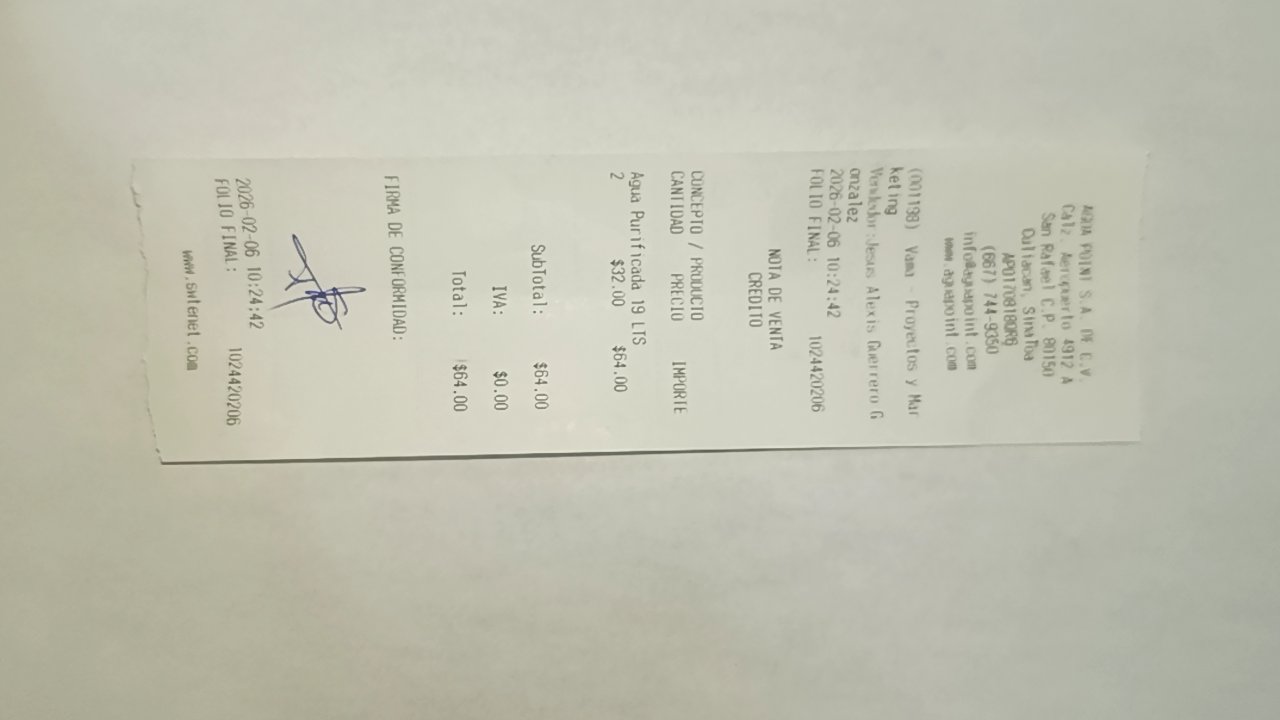 AQUA POINT S.A. DE C.V.
Calz. Aeropuerto 4912 A
San Rafael C.P. 80150
Culiacan, Sinaloa
APO170818QR6
(667) 744-9350
info@aguapoint.com
www.aguapoint.com
(001198) Vama - Proyectos y Mar
keting
Vendedor:Jesus Alexis Guerrero G
onzalez
2026-02-06 10:24:42
FOLIO FINAL: 1024420206
NOTA DE VENTA
CREDITO
CONCEPTO / PRODUCTO
CANTIDAD PRECIO IMPORTE
Agua Purificada 19 LTS
2 $32.00 $64.00
SubTotal: $64.00
IVA: $0.00
Total: $64.00
FIRMA DE CONFORMIDAD:
2026-02-06 10:24:42
FOLIO FINAL: 1024420206
www.swtenet.com